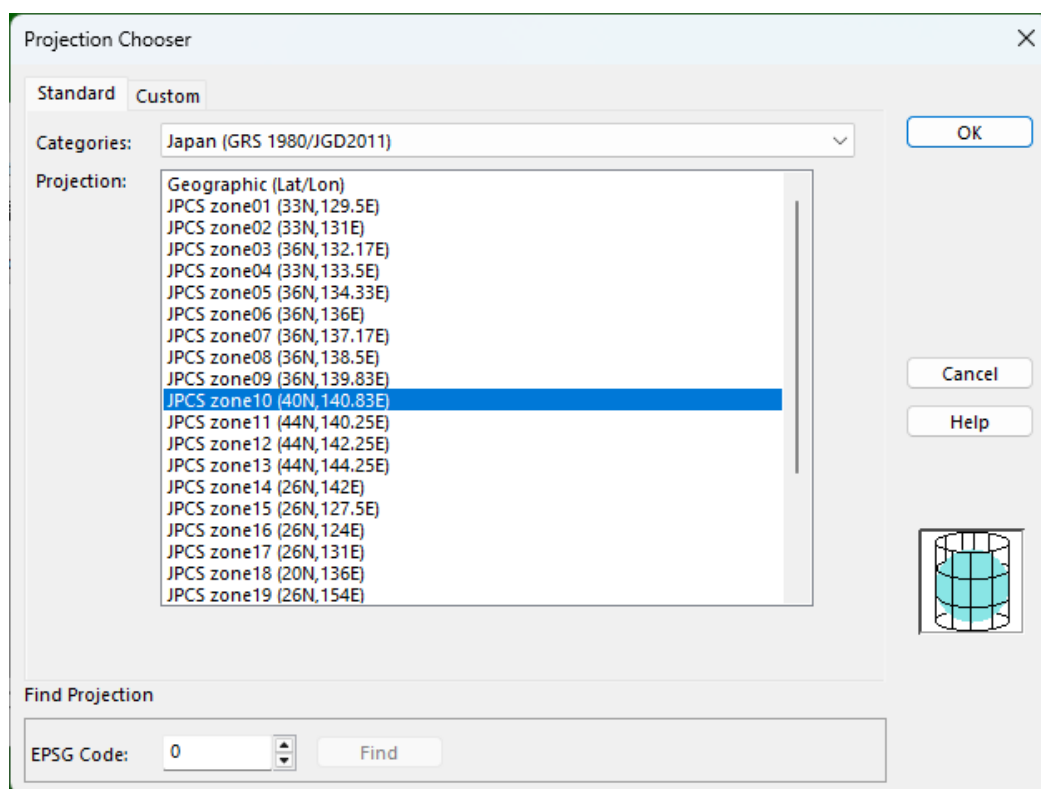 Projection Chooser
Standard Custom
Categories: Japan (GRS 1980/JGD2011)
OK
Projection: Geographic (Lat/Lon)
JPCS zone01 (33N,129.5E)
JPCS zone02 (33N,131E)
JPCS zone03 (36N,132.17E)
JPCS zone04 (33N,133.5E)
JPCS zone05 (36N,134.33E)
JPCS zone06 (36N,136E)
JPCS zone07 (36N,137.17E)
JPCS zone08 (36N,138.5E)
JPCS zone09 (36N,139.83E)
JPCS zone10 (40N,140.83E)
JPCS zone11 (44N,140.25E)
JPCS zone12 (44N,142.25E)
JPCS zone13 (44N,144.25E)
JPCS zone14 (26N,142E)
JPCS zone15 (26N,127.5E)
JPCS zone16 (26N,124E)
JPCS zone17 (26N,131E)
JPCS zone18 (20N,136E)
JPCS zone19 (26N,154E)
Cancel
Help
Find Projection
EPSG Code: 0 Find